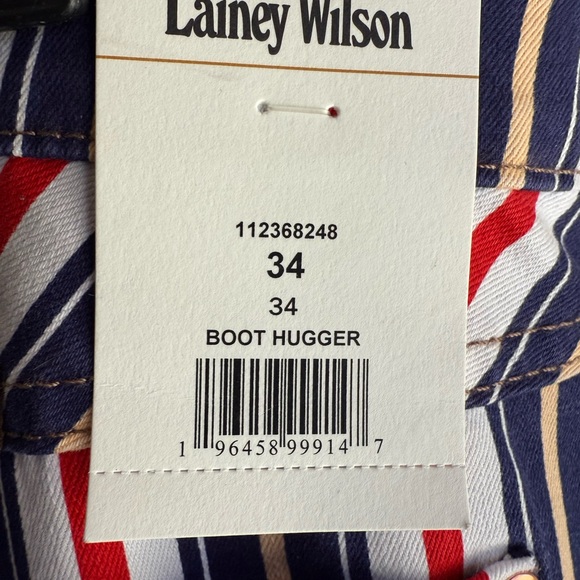 Lainey Wilson
112368248
34
34
BOOT HUGGER
1 96458 99914 7